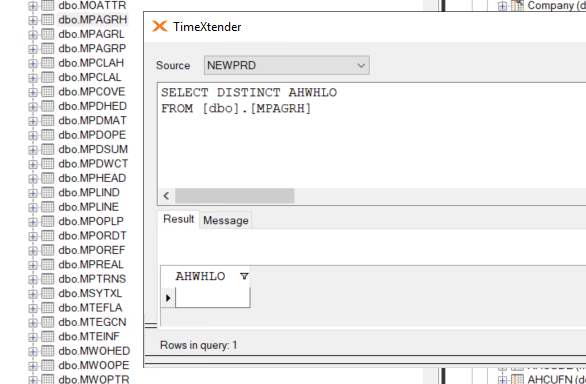 dbo.MOATTR
dbo.MPAGRH
dbo.MPAGRL
dbo.MPAGRP
dbo.MPCLAH
dbo.MPCLAL
dbo.MPCOVE
dbo.MPDHED
dbo.MPDMAT
dbo.MPDOPE
dbo.MPDSUM
dbo.MPDWCT
dbo.MPHEAD
dbo.MPLIND
dbo.MPLINE
dbo.MPOPLP
dbo.MPORDT
dbo.MPOREF
dbo.MPREAL
dbo.MPTRNS
dbo.MSYTXL
dbo.MTEFLA
dbo.MTEGCN
dbo.MTEINF
dbo.MWOHED
dbo.MWOOPE
dbo.MWOPTR
Company (d
TimeXtender
Source NEWPRD
SELECT DISTINCT AHWHLO
FROM [dbo].[MPAGRH]
Result Message
AHWHLO
Rows in query: 1
AHCUFN (d